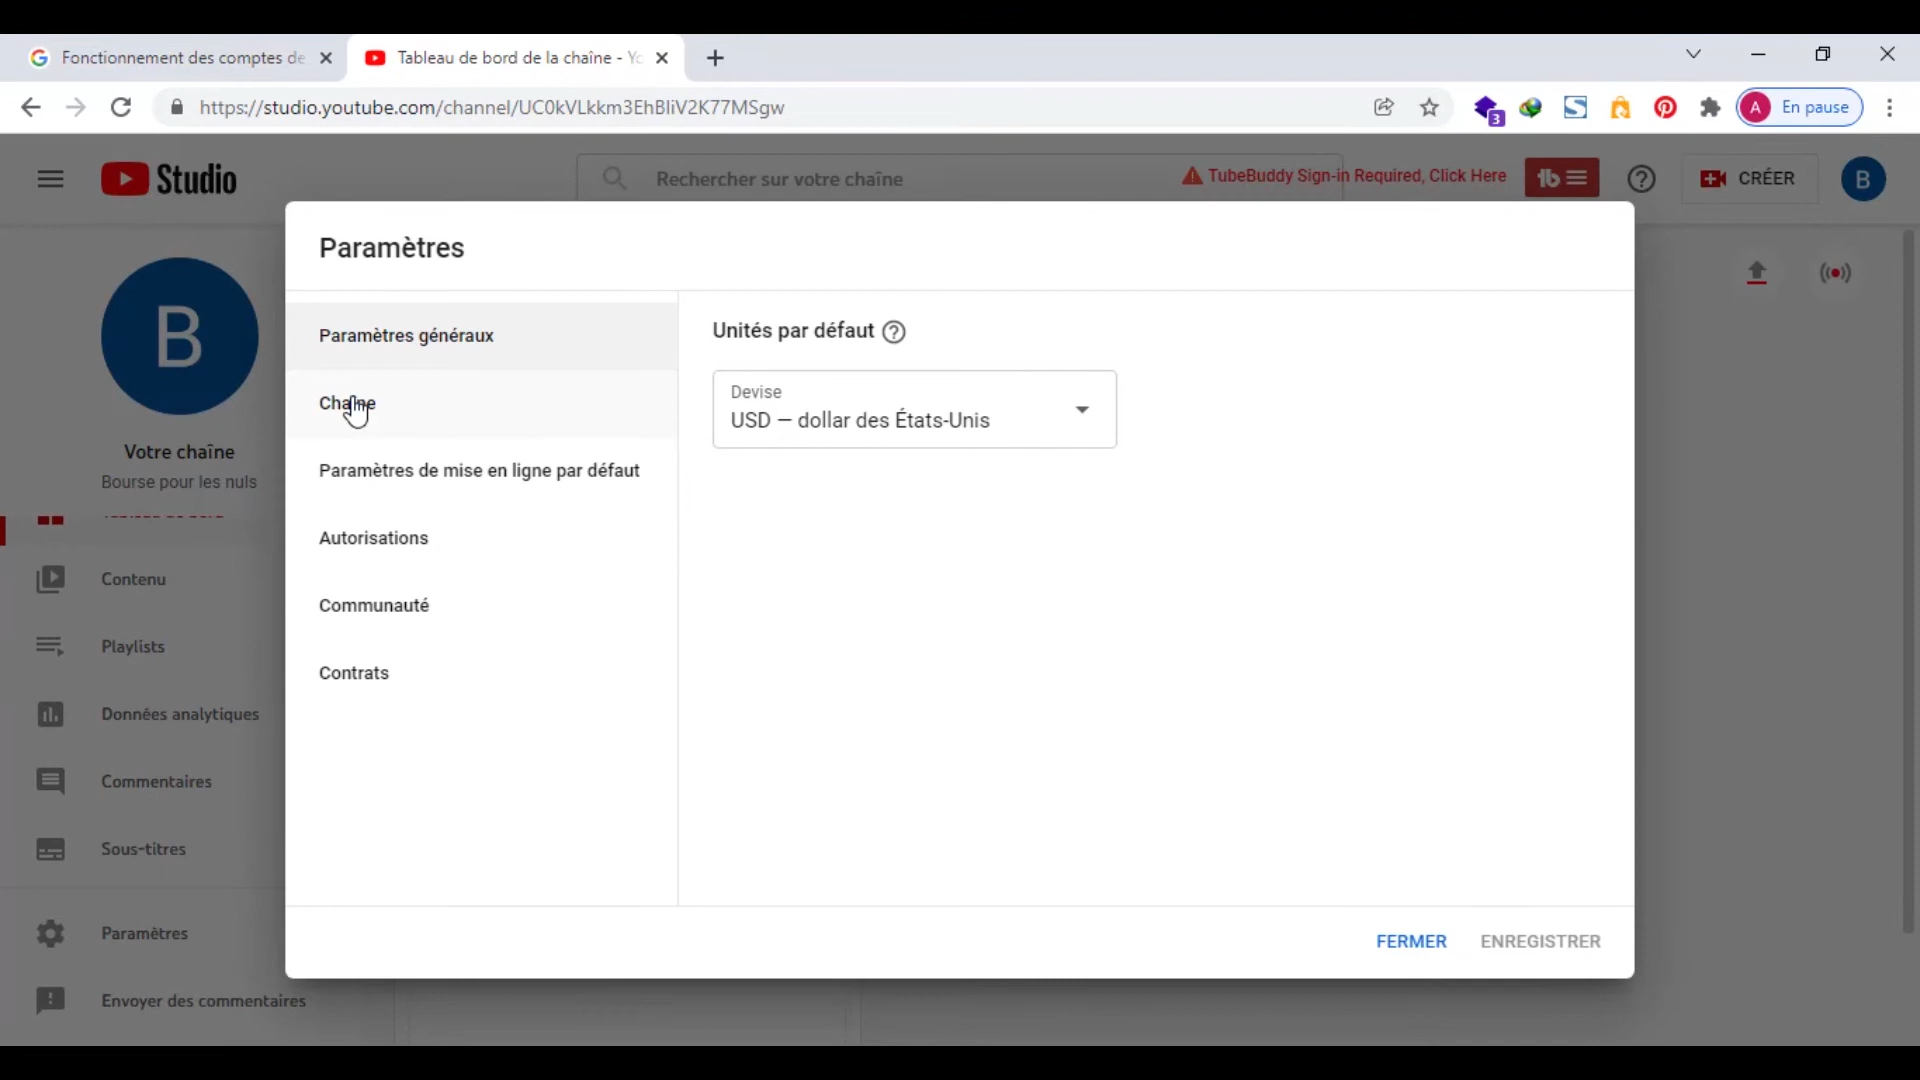 Fonctionnement des comptes de
Tableau de bord de la chaîne - Yo
https://studio.youtube.com/channel/UC0kVLkkm3EhBIiV2K77MSgw
3
A
En pause
Studio
Rechercher sur votre chaîne
TubeBuddy Sign-in Required, Click Here
CRÉER
B
Paramètres
B
Votre chaîne
Bourse pour les nuls
Contenu
Playlists
Données analytiques
Commentaires
Sous-titres
Paramètres
Envoyer des commentaires
Paramètres généraux
Chaîne
Paramètres de mise en ligne par défaut
Autorisations
Communauté
Contrats
Unités par défaut
Devise
USD — dollar des États-Unis
FERMER
ENREGISTRER